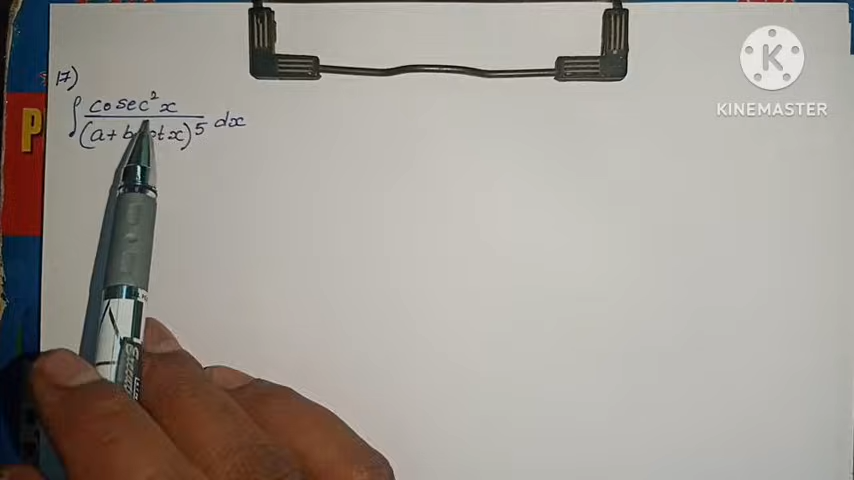 17)
∫ cosec²x / (a + b cot x)⁵ dx
K
KINEMASTER
P